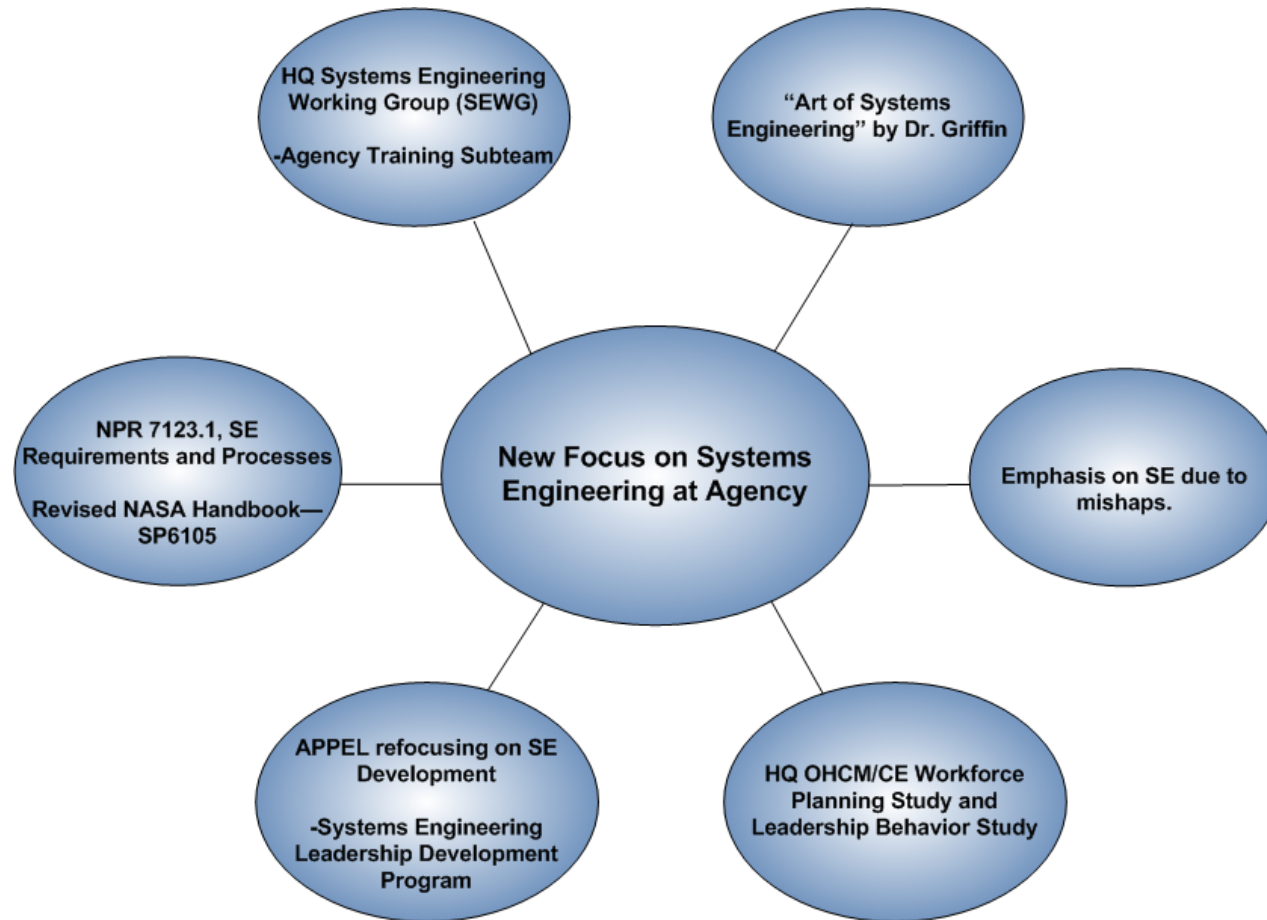 HQ Systems Engineering
Working Group (SEWG)
-Agency Training Subteam
“Art of Systems
Engineering” by Dr. Griffin
NPR 7123.1, SE
Requirements and Processes
Revised NASA Handbook—
SP6105
New Focus on Systems
Engineering at Agency
Emphasis on SE due to
mishaps.
APPEL refocusing on SE
Development
-Systems Engineering
Leadership Development
Program
HQ OHCM/CE Workforce
Planning Study and
Leadership Behavior Study